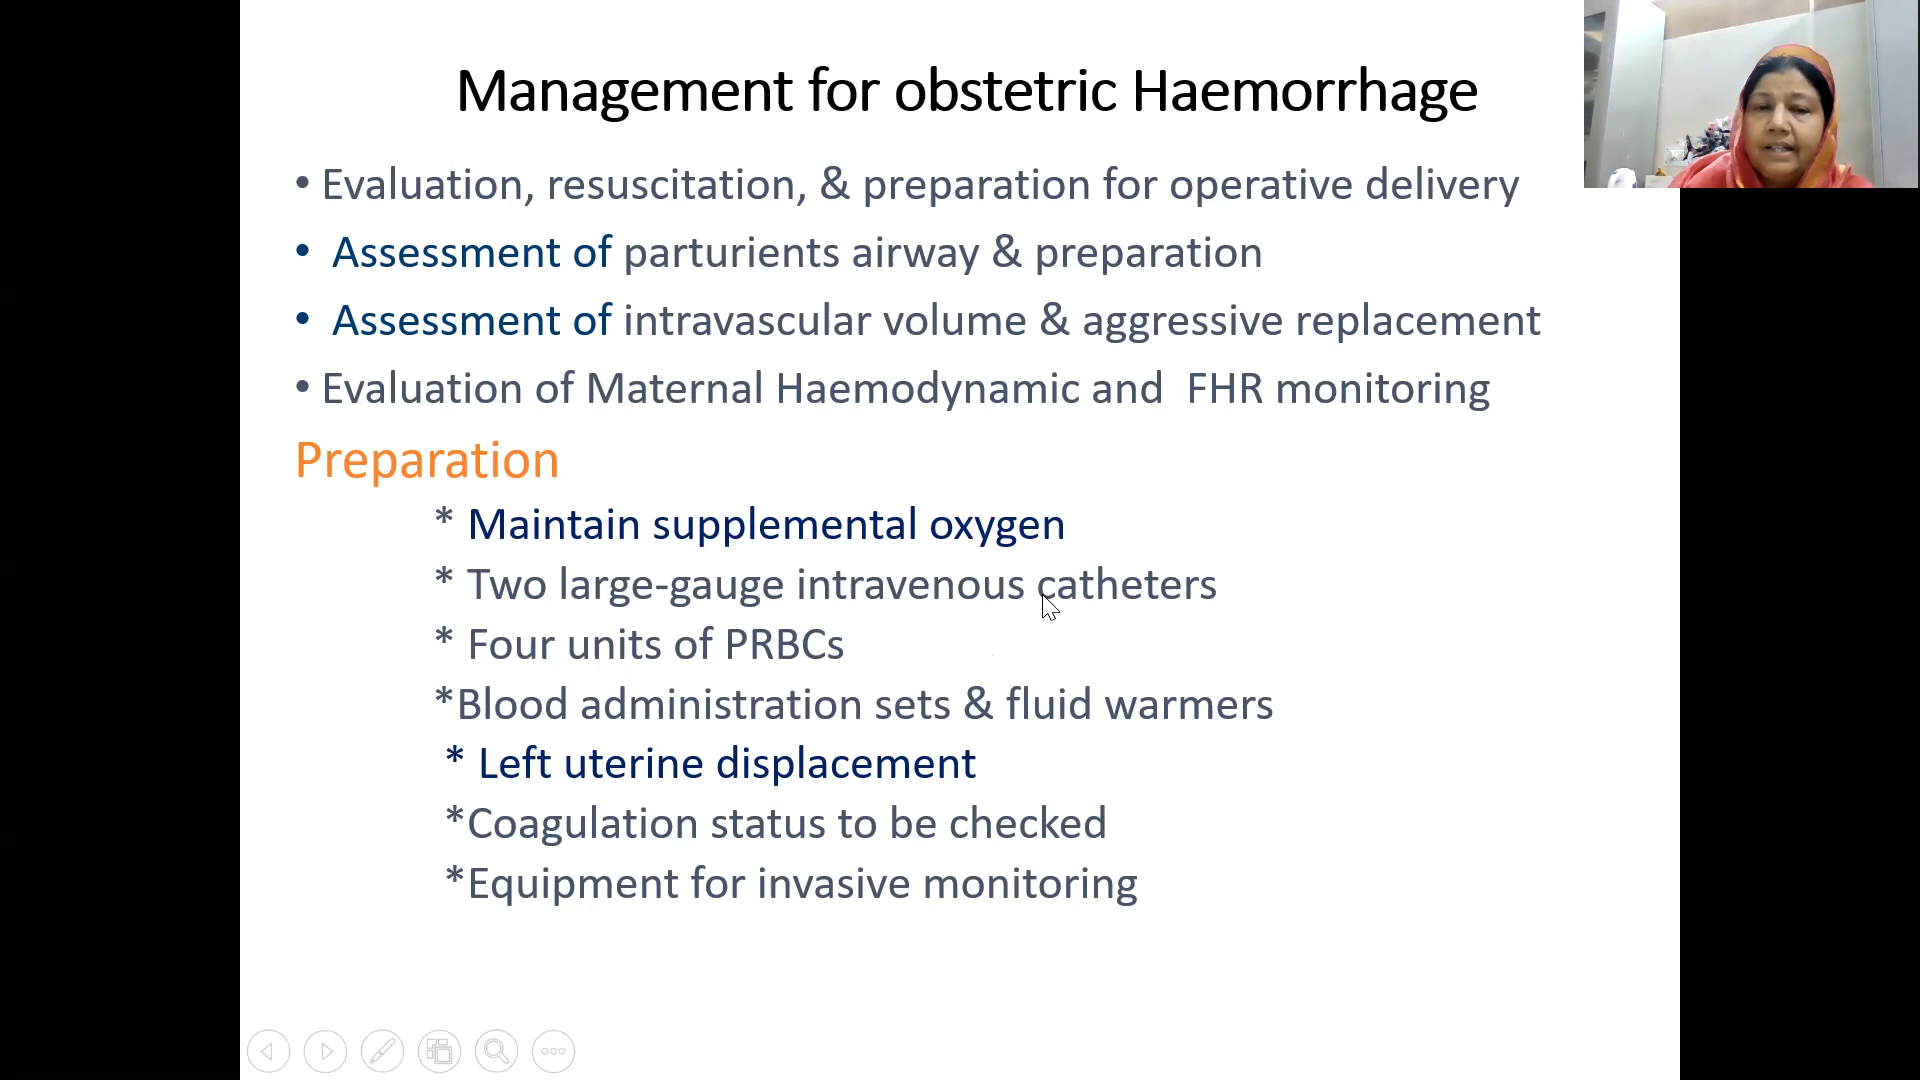 Management for obstetric Haemorrhage
• Evaluation, resuscitation, & preparation for operative delivery
• Assessment of parturients airway & preparation
• Assessment of intravascular volume & aggressive replacement
• Evaluation of Maternal Haemodynamic and FHR monitoring
Preparation
* Maintain supplemental oxygen
* Two large-gauge intravenous catheters
* Four units of PRBCs
*Blood administration sets & fluid warmers
* Left uterine displacement
*Coagulation status to be checked
*Equipment for invasive monitoring